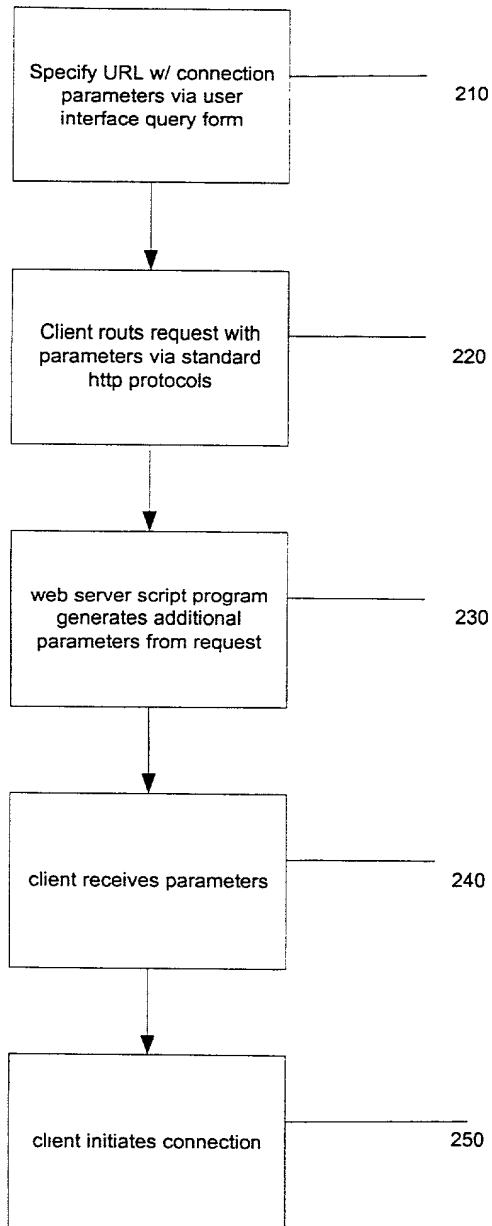 Specify URL w/ connection
parameters via user
interface query form
210
Client routs request with
parameters via standard
http protocols
220
web server script program
generates additional
parameters from request
230
client receives parameters
240
client initiates connection
250